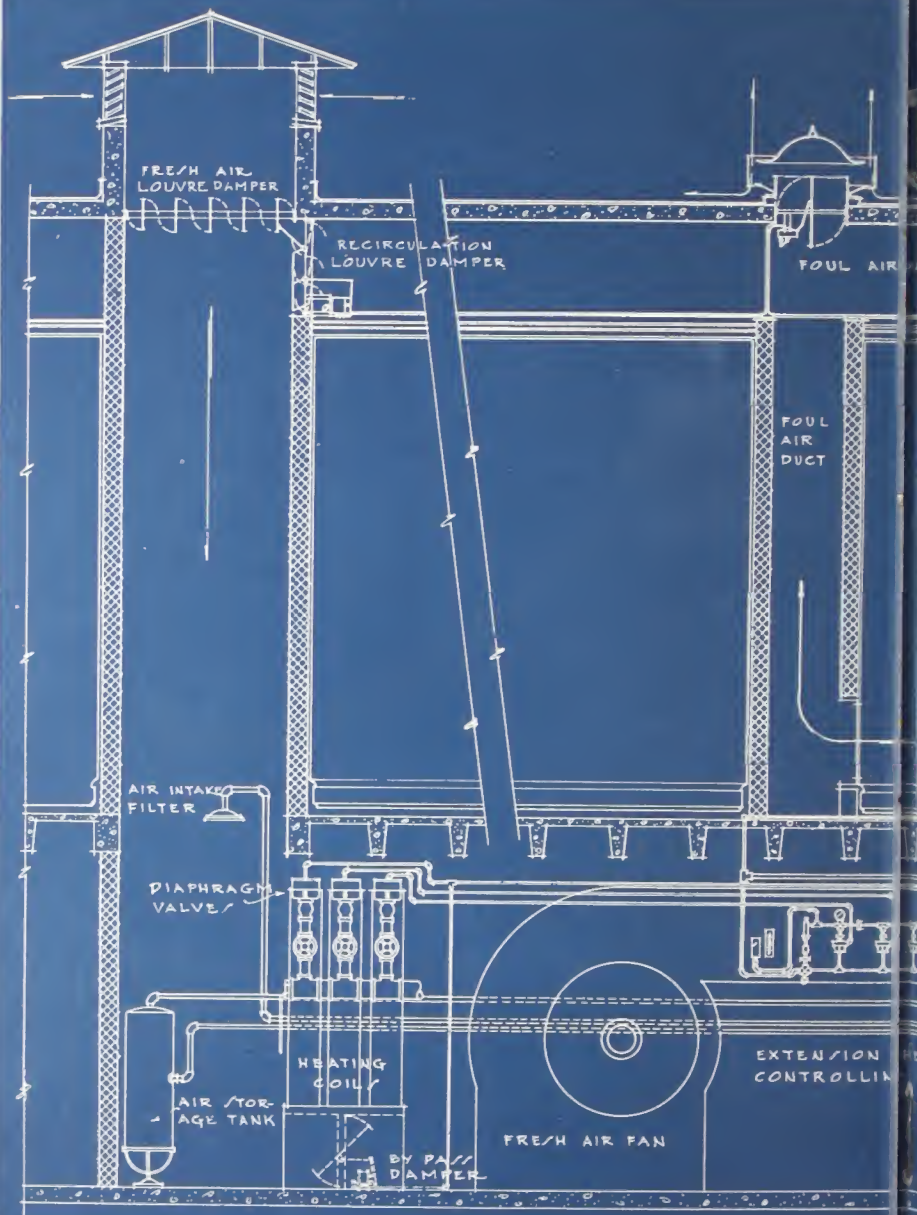 FRESH AIR
LOUVRE DAMPER
RECIRCULATION
LOUVRE DAMPER
FOUL AIR
FOUL
AIR
DUCT
AIR INTAKE
FILTER
DIAPHRAGM
VALVES
HEATING
COILS
AIR STOR-
AGE TANK
BY PASS
DAMPER
FRESH AIR FAN
EXTENSION
CONTROLLIN